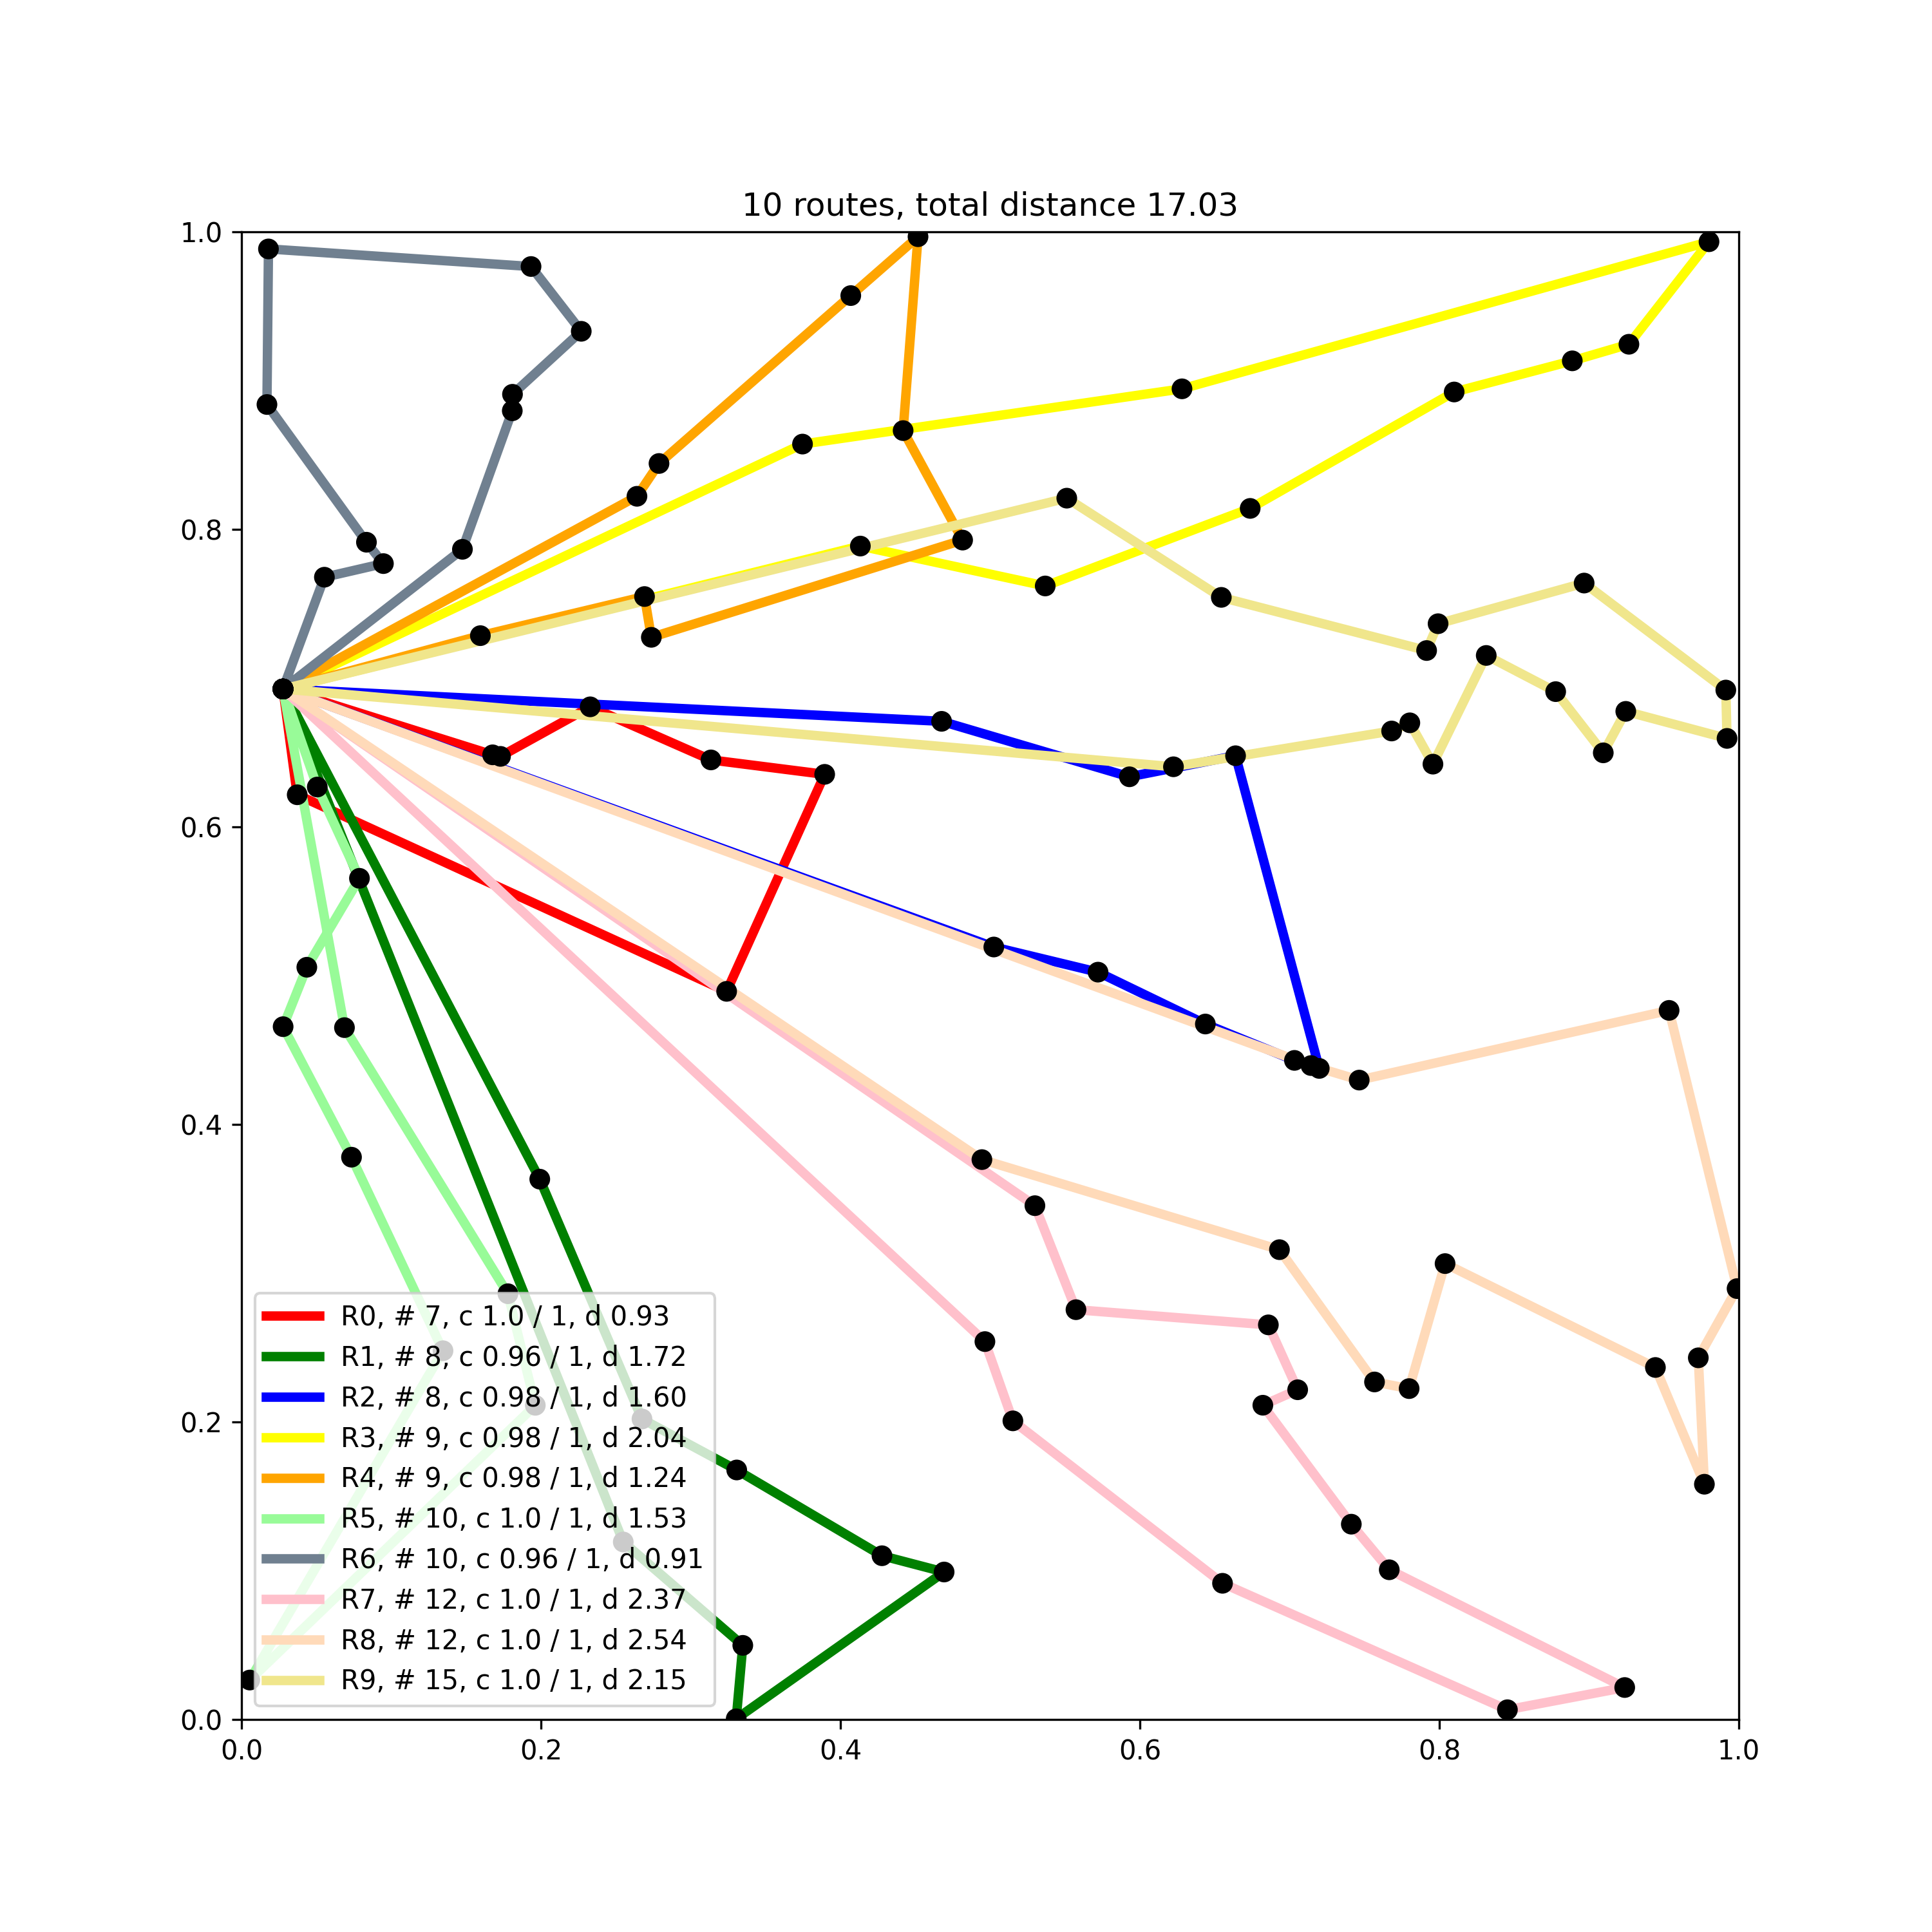 10 routes, total distance 17.03
1.0
0.8
0.6
0.4
0.2
0.0
R0, # 7, c 1.0 / 1, d 0.93
R1, # 8, c 0.96 / 1, d 1.72
R2, # 8, c 0.98 / 1, d 1.60
R3, # 9, c 0.98 / 1, d 2.04
R4, # 9, c 0.98 / 1, d 1.24
R5, # 10, c 1.0 / 1, d 1.53
R6, # 10, c 0.96 / 1, d 0.91
R7, # 12, c 1.0 / 1, d 2.37
R8, # 12, c 1.0 / 1, d 2.54
R9, # 15, c 1.0 / 1, d 2.15
0.0 0.2 0.4 0.6 0.8 1.0